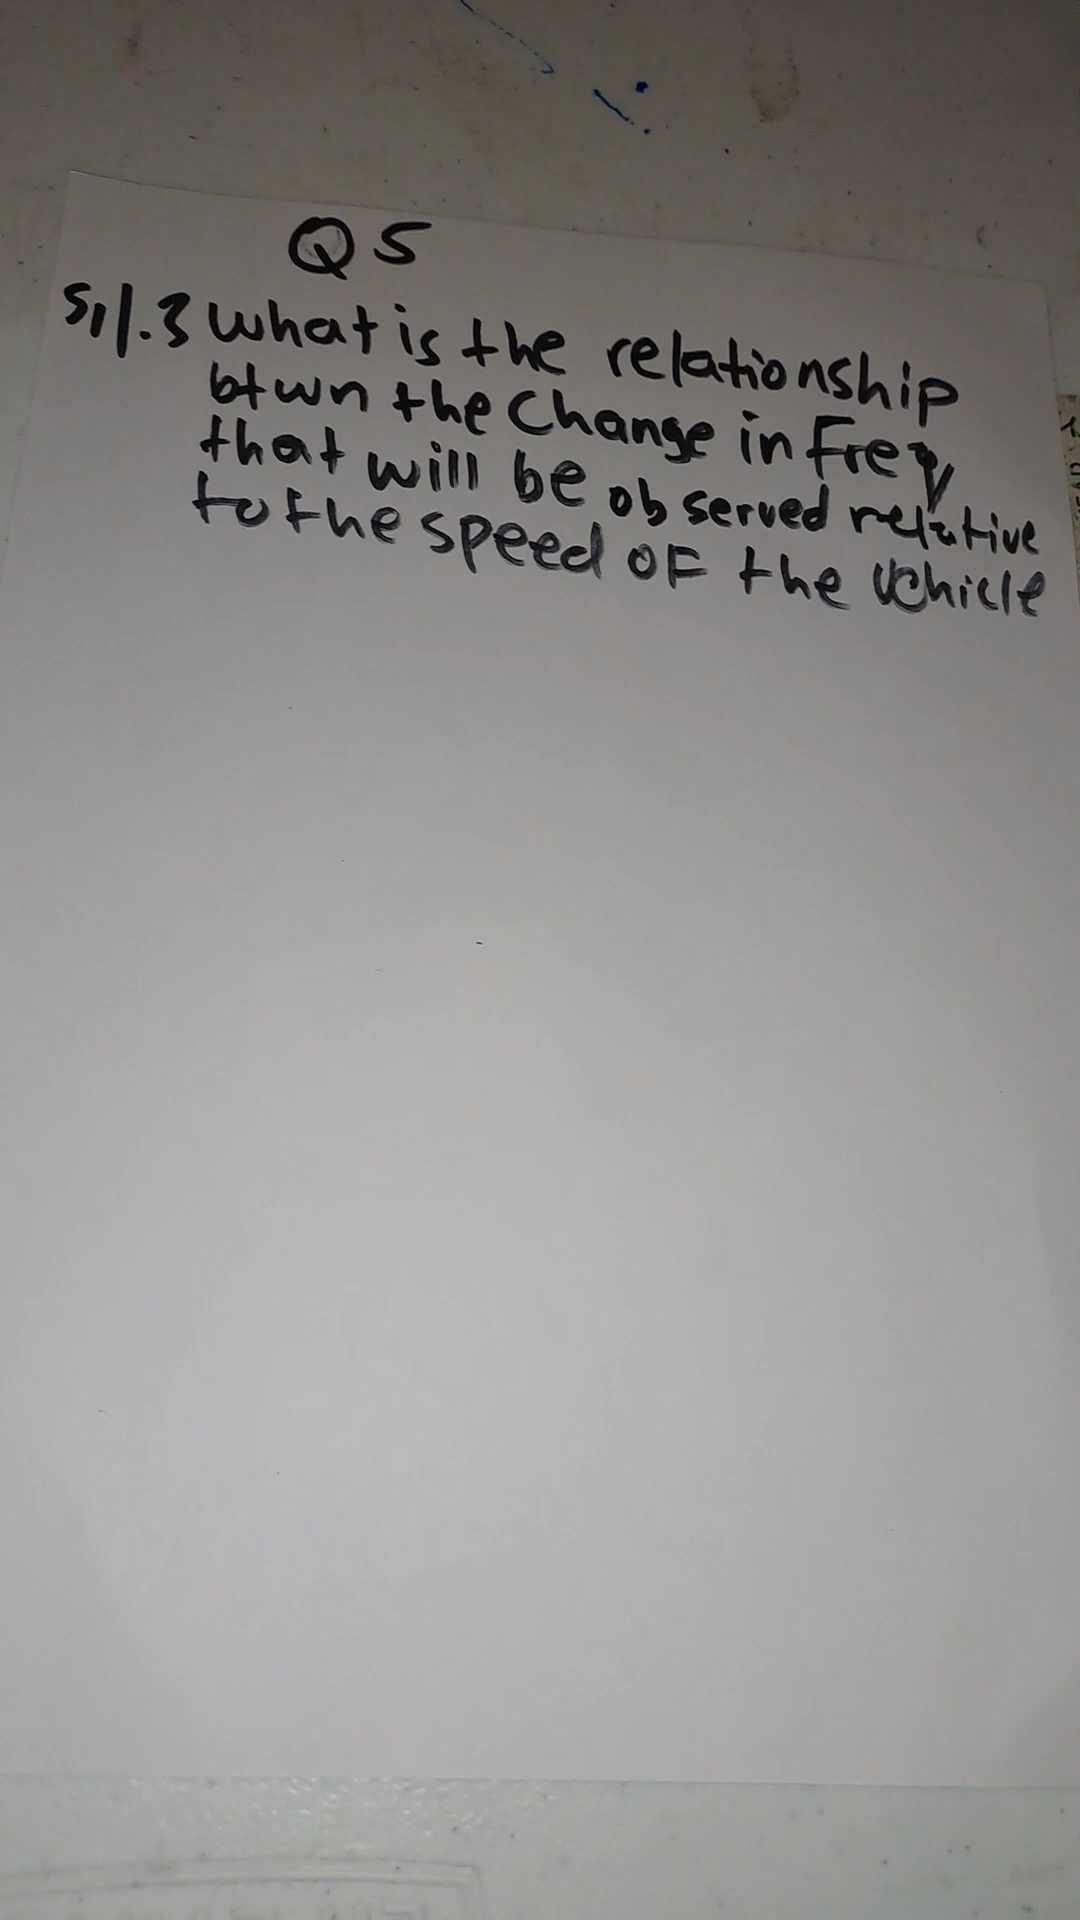 Q5
5,1.3 What is the relationship
btwn the Change in Freq
that will be observed relative
to the speed OF the vehicle